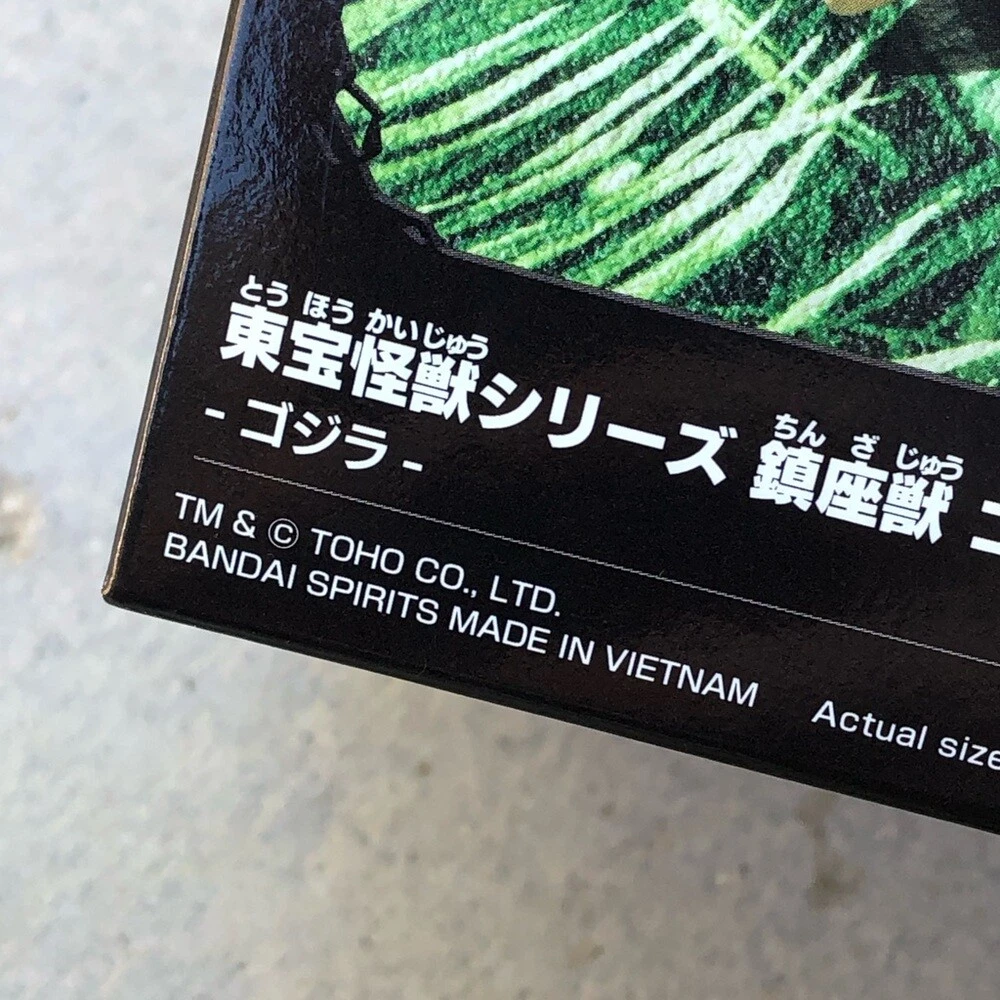 とう ほう かい じゅう ちん ざ じゅう
東宝怪獣シリーズ 鎮座獣
- ゴジラ -
TM & © TOHO CO., LTD.
BANDAI SPIRITS MADE IN VIETNAM Actual size